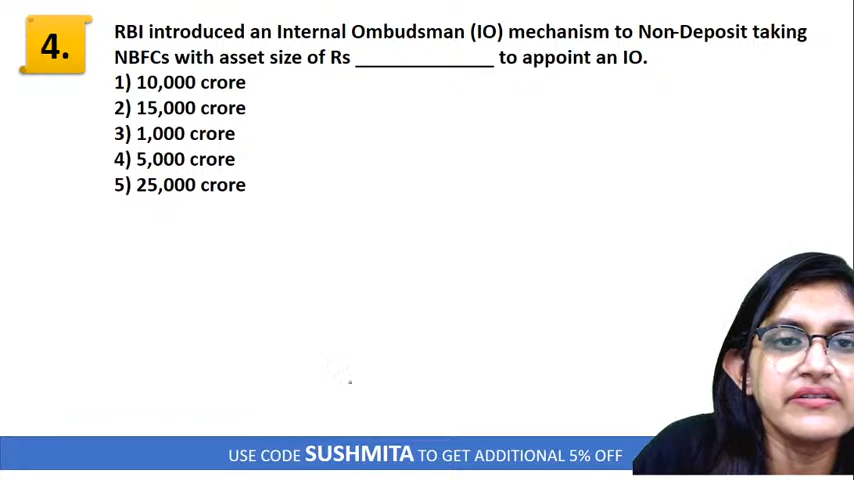 4.
RBI introduced an Internal Ombudsman (IO) mechanism to Non-Deposit taking
NBFCs with asset size of Rs ______________ to appoint an IO.
1) 10,000 crore
2) 15,000 crore
3) 1,000 crore
4) 5,000 crore
5) 25,000 crore
USE CODE SUSHMITA TO GET ADDITIONAL 5% OFF